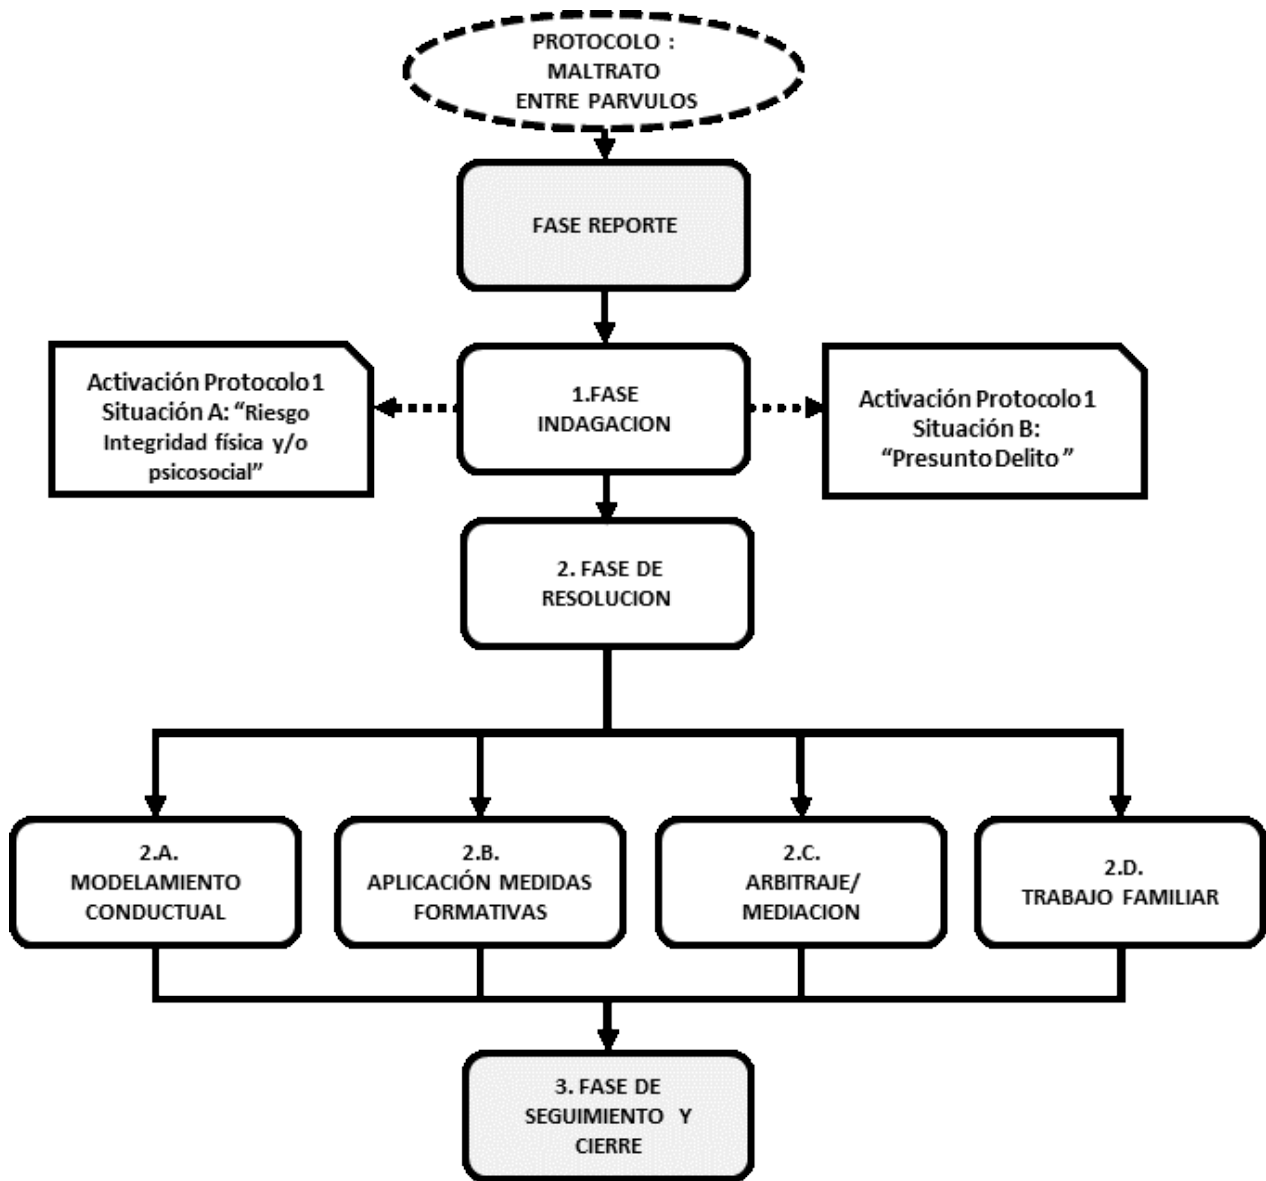 PROTOCOLO :
MALTRATO
ENTRE PARVULOS
FASE REPORTE
Activación Protocolo 1
Situación A: “Riesgo
Integridad física y/o
psicosocial”
1.FASE
INDAGACION
Activación Protocolo 1
Situación B:
“Presunto Delito ”
2. FASE DE
RESOLUCION
2.A.
MODELAMIENTO
CONDUCTUAL
2.B.
APLICACIÓN MEDIDAS
FORMATIVAS
2.C.
ARBITRAJE/
MEDIACION
2.D.
TRABAJO FAMILIAR
3. FASE DE
SEGUIMIENTO Y
CIERRE